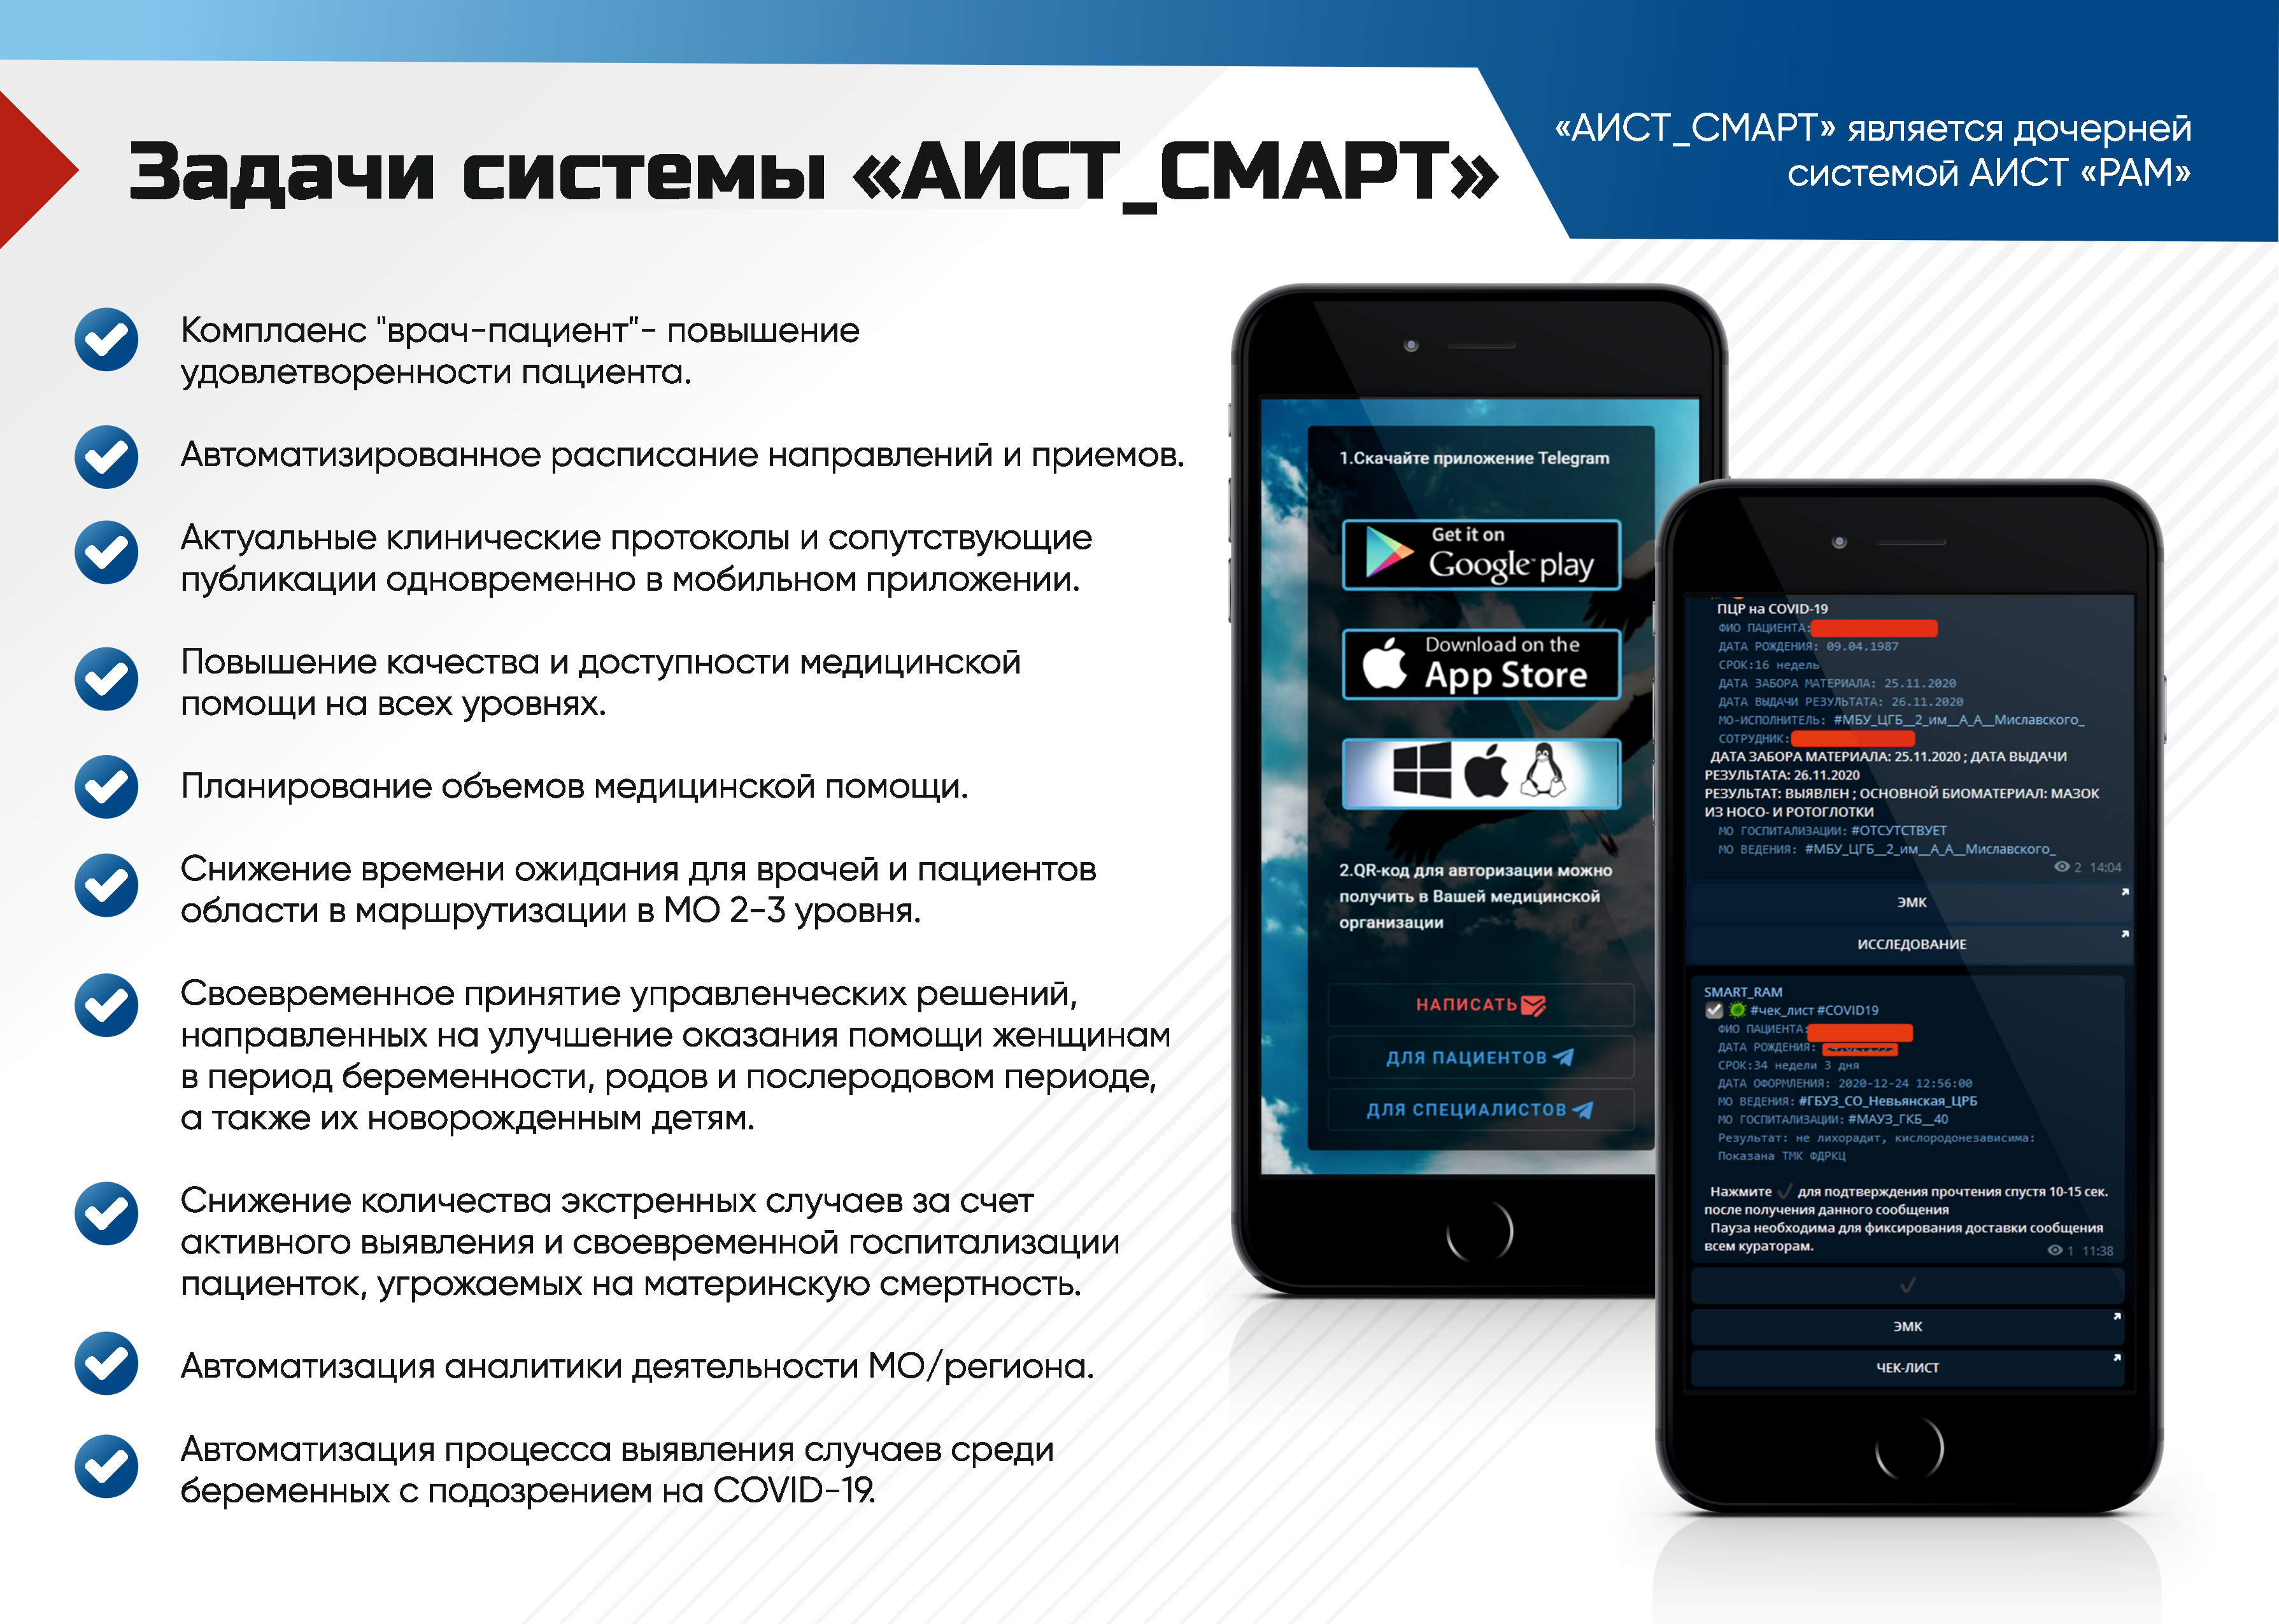 Задачи системы «АИСТ_СМАРТ»
«АИСТ_СМАРТ» является дочерней
системой АИСТ «РАМ»
Комплаенс "врач-пациент"- повышение
удовлетворенности пациента.
Автоматизированное расписание направлений и приемов.
Актуальные клинические протоколы и сопутствующие
публикации одновременно в мобильном приложении.
Повышение качества и доступности медицинской
помощи на всех уровнях.
Планирование объемов медицинской помощи.
Снижение времени ожидания для врачей и пациентов
области в маршрутизации в МО 2-3 уровня.
Своевременное принятие управленческих решений,
направленных на улучшение оказания помощи женщинам
в период беременности, родов и послеродовом периоде,
а также их новорожденным детям.
Снижение количества экстренных случаев за счет
активного выявления и своевременной госпитализации
пациенток, угрожаемых на материнскую смертность.
Автоматизация аналитики деятельности МО/региона.
Автоматизация процесса выявления случаев среди
беременных с подозрением на COVID-19.
1.Скачайте приложение Telegram
Get it on
Google play
Download on the
App Store
2.QR-код для авторизации можно
получить в Вашей медицинской
организации
НАПИСАТЬ
ДЛЯ ПАЦИЕНТОВ
ДЛЯ СПЕЦИАЛИСТОВ
ПЦР на COVID-19
ФИО ПАЦИЕНТА:
ДАТА РОЖДЕНИЯ: 09.04.1987
СРОК:16 недель
ДАТА ЗАБОРА МАТЕРИАЛА: 25.11.2020
ДАТА ВЫДАЧИ РЕЗУЛЬТАТА: 26.11.2020
МО-ИСПОЛНИТЕЛЬ: #МБУ_ЦГБ__2_им__А_А__Миславского_
СОТРУДНИК:
ДАТА ЗАБОРА МАТЕРИАЛА: 25.11.2020 ; ДАТА ВЫДАЧИ
РЕЗУЛЬТАТА: 26.11.2020
РЕЗУЛЬТАТ: ВЫЯВЛЕН ; ОСНОВНОЙ БИОМАТЕРИАЛ: МАЗОК
ИЗ НОСО- И РОТОГЛОТКИ
МО ГОСПИТАЛИЗАЦИИ: #ОТСУТСТВУЕТ
МО ВЕДЕНИЯ: #МБУ_ЦГБ__2_им__А_А__Миславского_
2 14:04
ЭМК
ИССЛЕДОВАНИЕ
SMART_RAM
#чек_лист #COVID19
ФИО ПАЦИЕНТА:
ДАТА РОЖДЕНИЯ:
СРОК:34 недели 3 дня
ДАТА ОФОРМЛЕНИЯ: 2020-12-24 12:56:00
МО ВЕДЕНИЯ: #ГБУЗ_СО_Невьянская_ЦРБ
МО ГОСПИТАЛИЗАЦИИ: #МАУЗ_ГКБ__40
Результат: не лихорадит, кислородонезависима:
Показана ТМК ФДРКЦ
Нажмите ✓ для подтверждения прочтения спустя 10-15 сек.
после получения данного сообщения
Пауза необходима для фиксирования доставки сообщения
всем кураторам.
1 11:38
ЭМК
ЧЕК-ЛИСТ